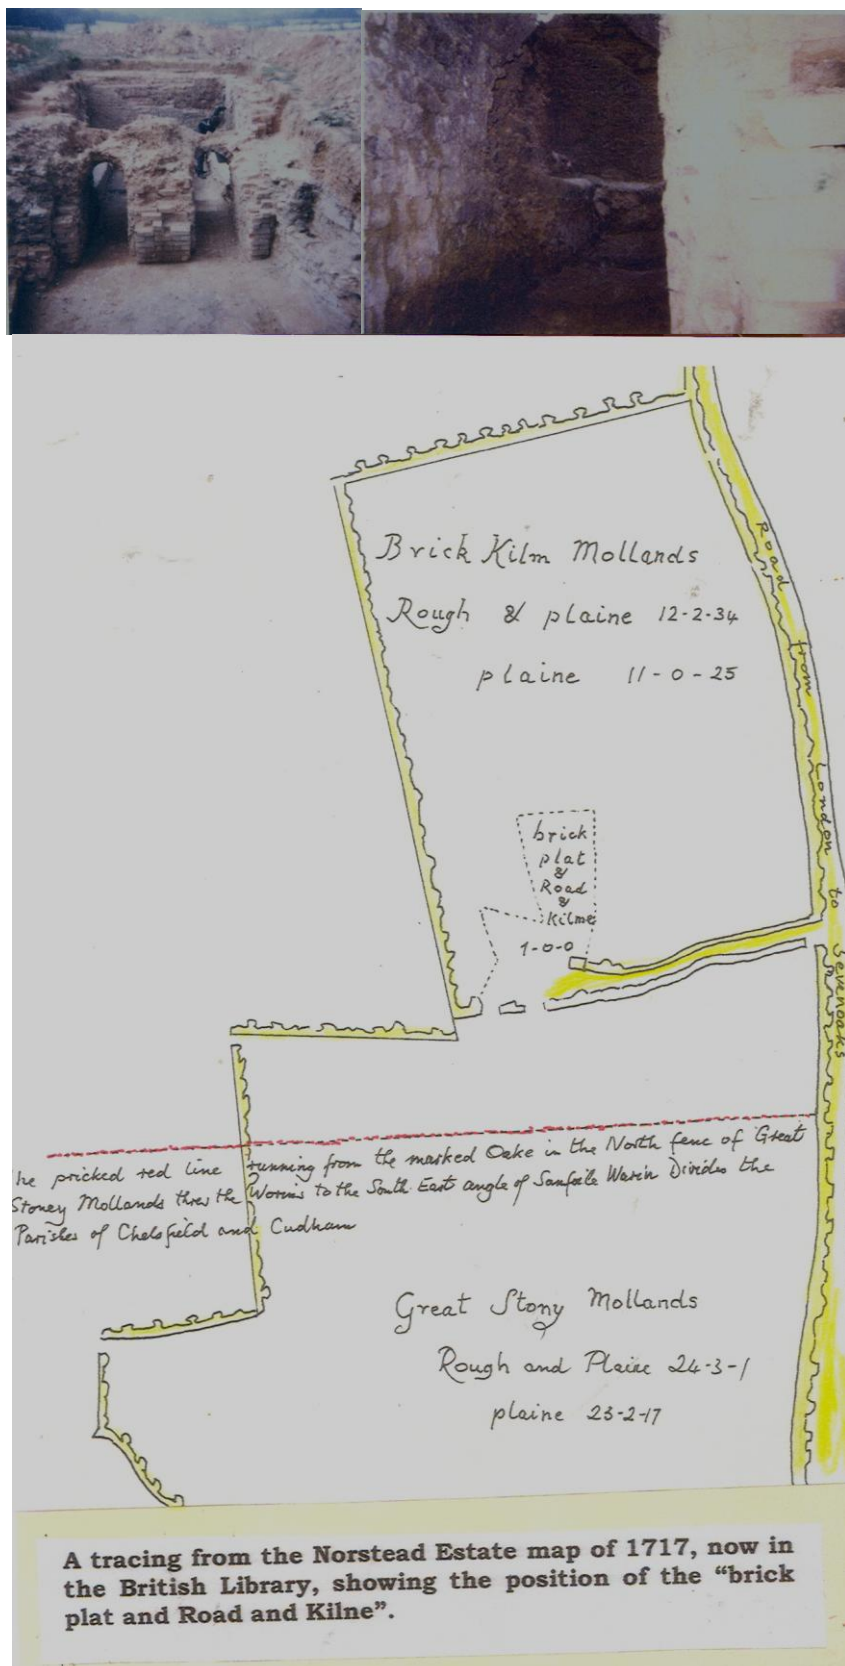 Brick Kilm Mollands
Rough & plaine 12-2-34
plaine 11-0-25
Road from London to Sevenoaks
brick
plat
&
Road
&
Kilme
1-0-0
he pricked red line running from the marked Oake in the North fenc of Great
Stoney Mollands threw the Worins to the South East angle of Warin Divides the
Parishes of Chelsfield and Cudham
Great Stony Mollands
Rough and Plaine 24-3-1
plaine 23-2-17
A tracing from the Norstead Estate map of 1717, now in
the British Library, showing the position of the “brick
plat and Road and Kilne”.